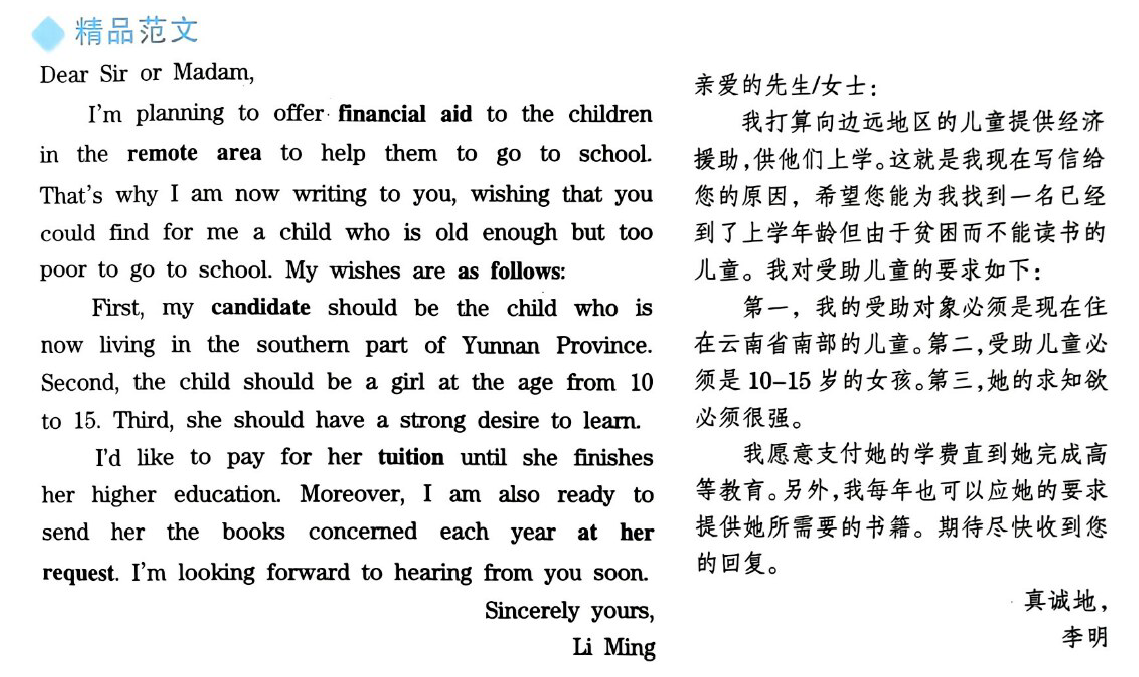 精品范文
Dear Sir or Madam,
I'm planning to offer financial aid to the children
in the remote area to help them to go to school.
That's why I am now writing to you, wishing that you
could find for me a child who is old enough but too
poor to go to school. My wishes are as follows:
First, my candidate should be the child who is
now living in the southern part of Yunnan Province.
Second, the child should be a girl at the age from 10
to 15. Third, she should have a strong desire to learn.
I'd like to pay for her tuition until she finishes
her higher education. Moreover, I am also ready to
send her the books concerned each year at her
request. I'm looking forward to hearing from you soon.
Sincerely yours,
Li Ming
亲爱的先生/女士:
我打算向边远地区的儿童提供经济
援助,供他们上学。这就是我现在写信给
您的原因，希望您能为我找到一名已经
到了上学年龄但由于贫困而不能读书的
儿童。我对受助儿童的要求如下:
第一，我的受助对象必须是现在住
在云南省南部的儿童。第二,受助儿童必
须是10–15岁的女孩。第三,她的求知欲
必须很强。
我愿意支付她的学费直到她完成高
等教育。另外,我每年也可以应她的要求
提供她所需要的书籍。期待尽快收到您
的回复。
真诚地，
李明